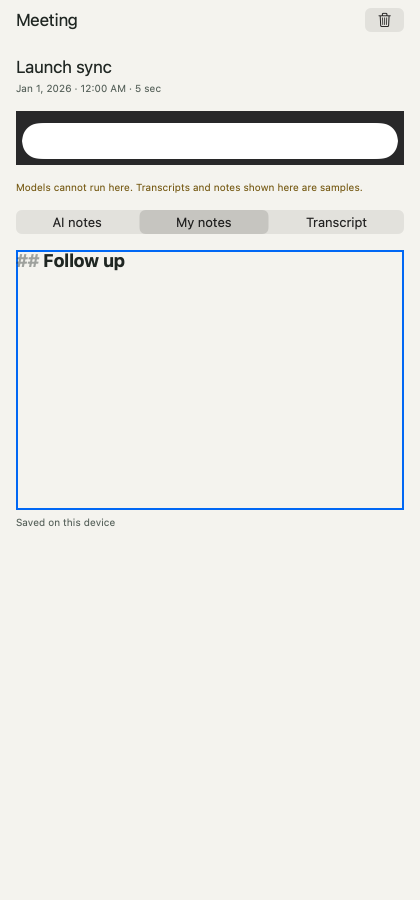 Meeting
Launch sync
Jan 1, 2026 · 12:00 AM · 5 sec
Models cannot run here. Transcripts and notes shown here are samples.
AI notes My notes Transcript
## Follow up
Saved on this device